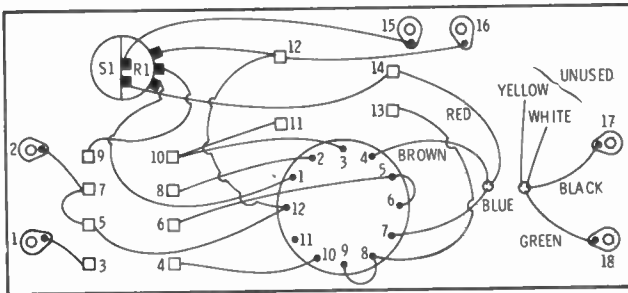 15 16
S1 R1 12
14
YELLOW UNUSED
WHITE
13 RED
11
2 9 10 3 4 BROWN 17
2
7 8 1 5 BLACK
12 6 BLUE
5 6 7
1 11 GREEN
3 4 10 9 8 18